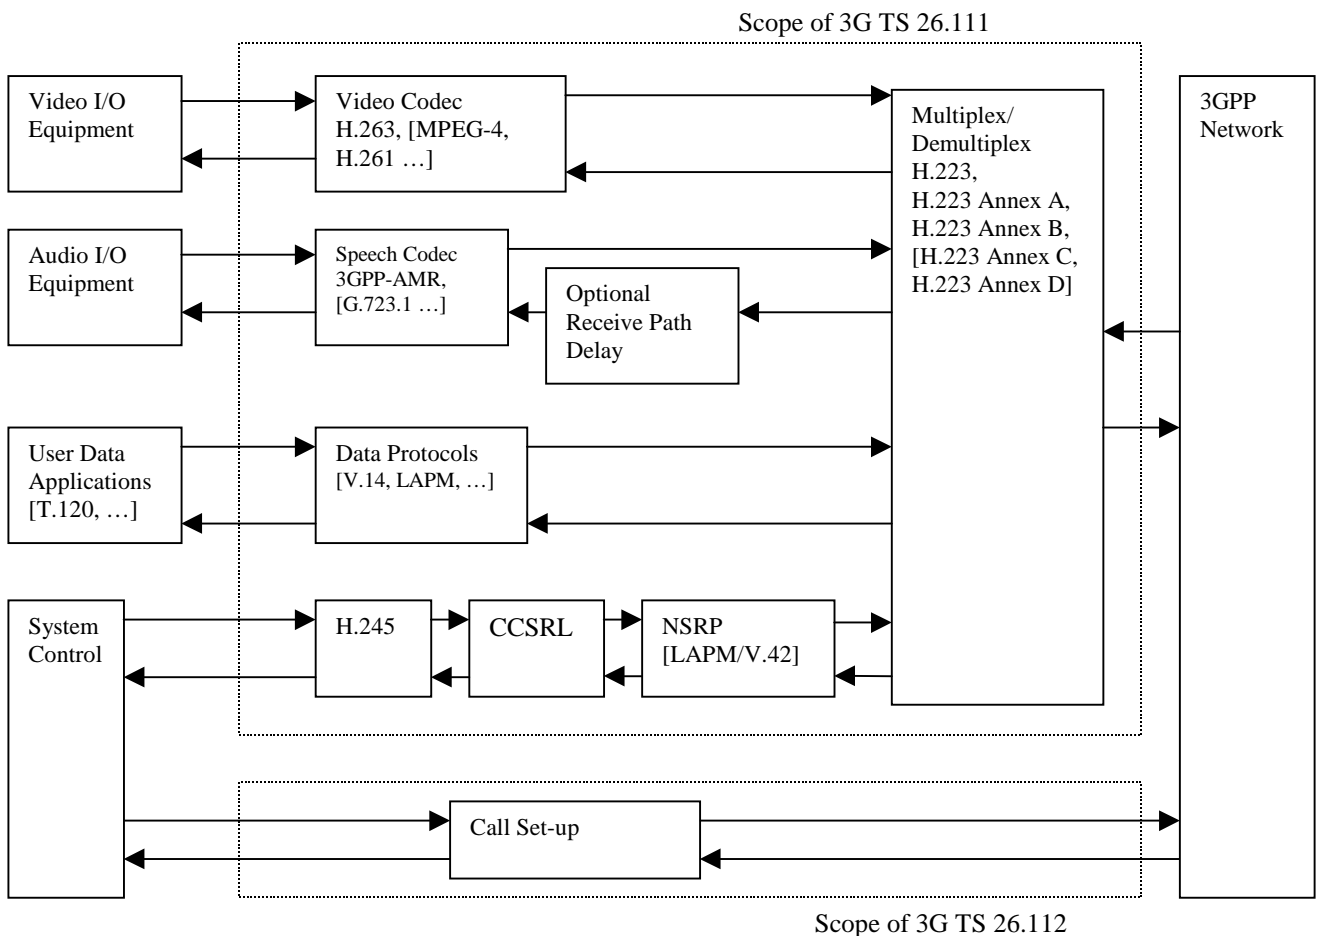 Scope of 3G TS 26.111
Video I/O
Equipment
Video Codec
H.263, [MPEG-4,
H.261 …]
Multiplex/
Demultiplex
H.223,
H.223 Annex A,
H.223 Annex B,
[H.223 Annex C,
H.223 Annex D]
3GPP
Network
Audio I/O
Equipment
Speech Codec
3GPP-AMR,
[G.723.1 …]
Optional
Receive Path
Delay
User Data
Applications
[T.120, …]
Data Protocols
[V.14, LAPM, …]
System
Control
H.245
CCSRL
NSRP
[LAPM/V.42]
Call Set-up
Scope of 3G TS 26.112